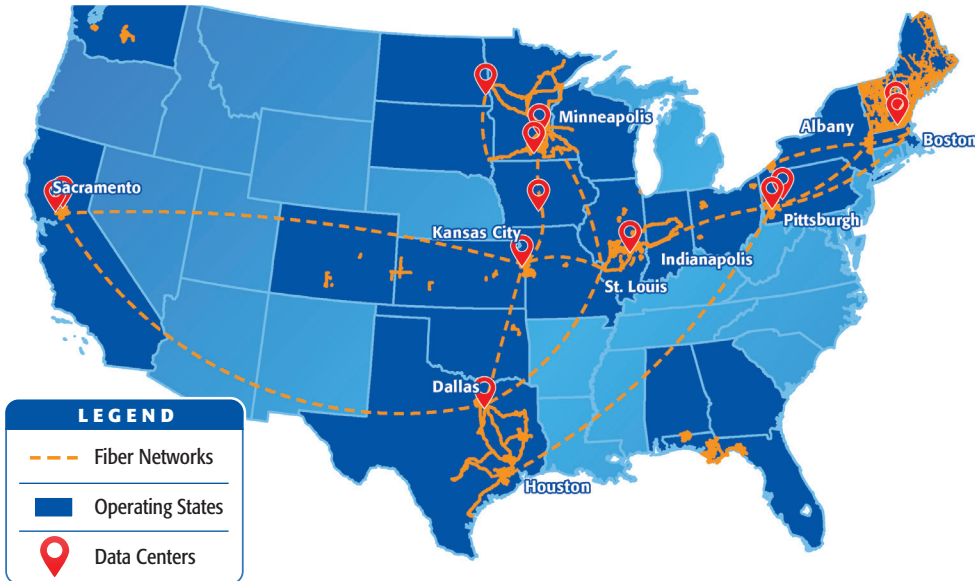 Minneapolis
Albany
Boston
Sacramento
Pittsburgh
Kansas City
Indianapolis
St. Louis
Dallas
Houston
LEGEND
Fiber Networks
Operating States
Data Centers